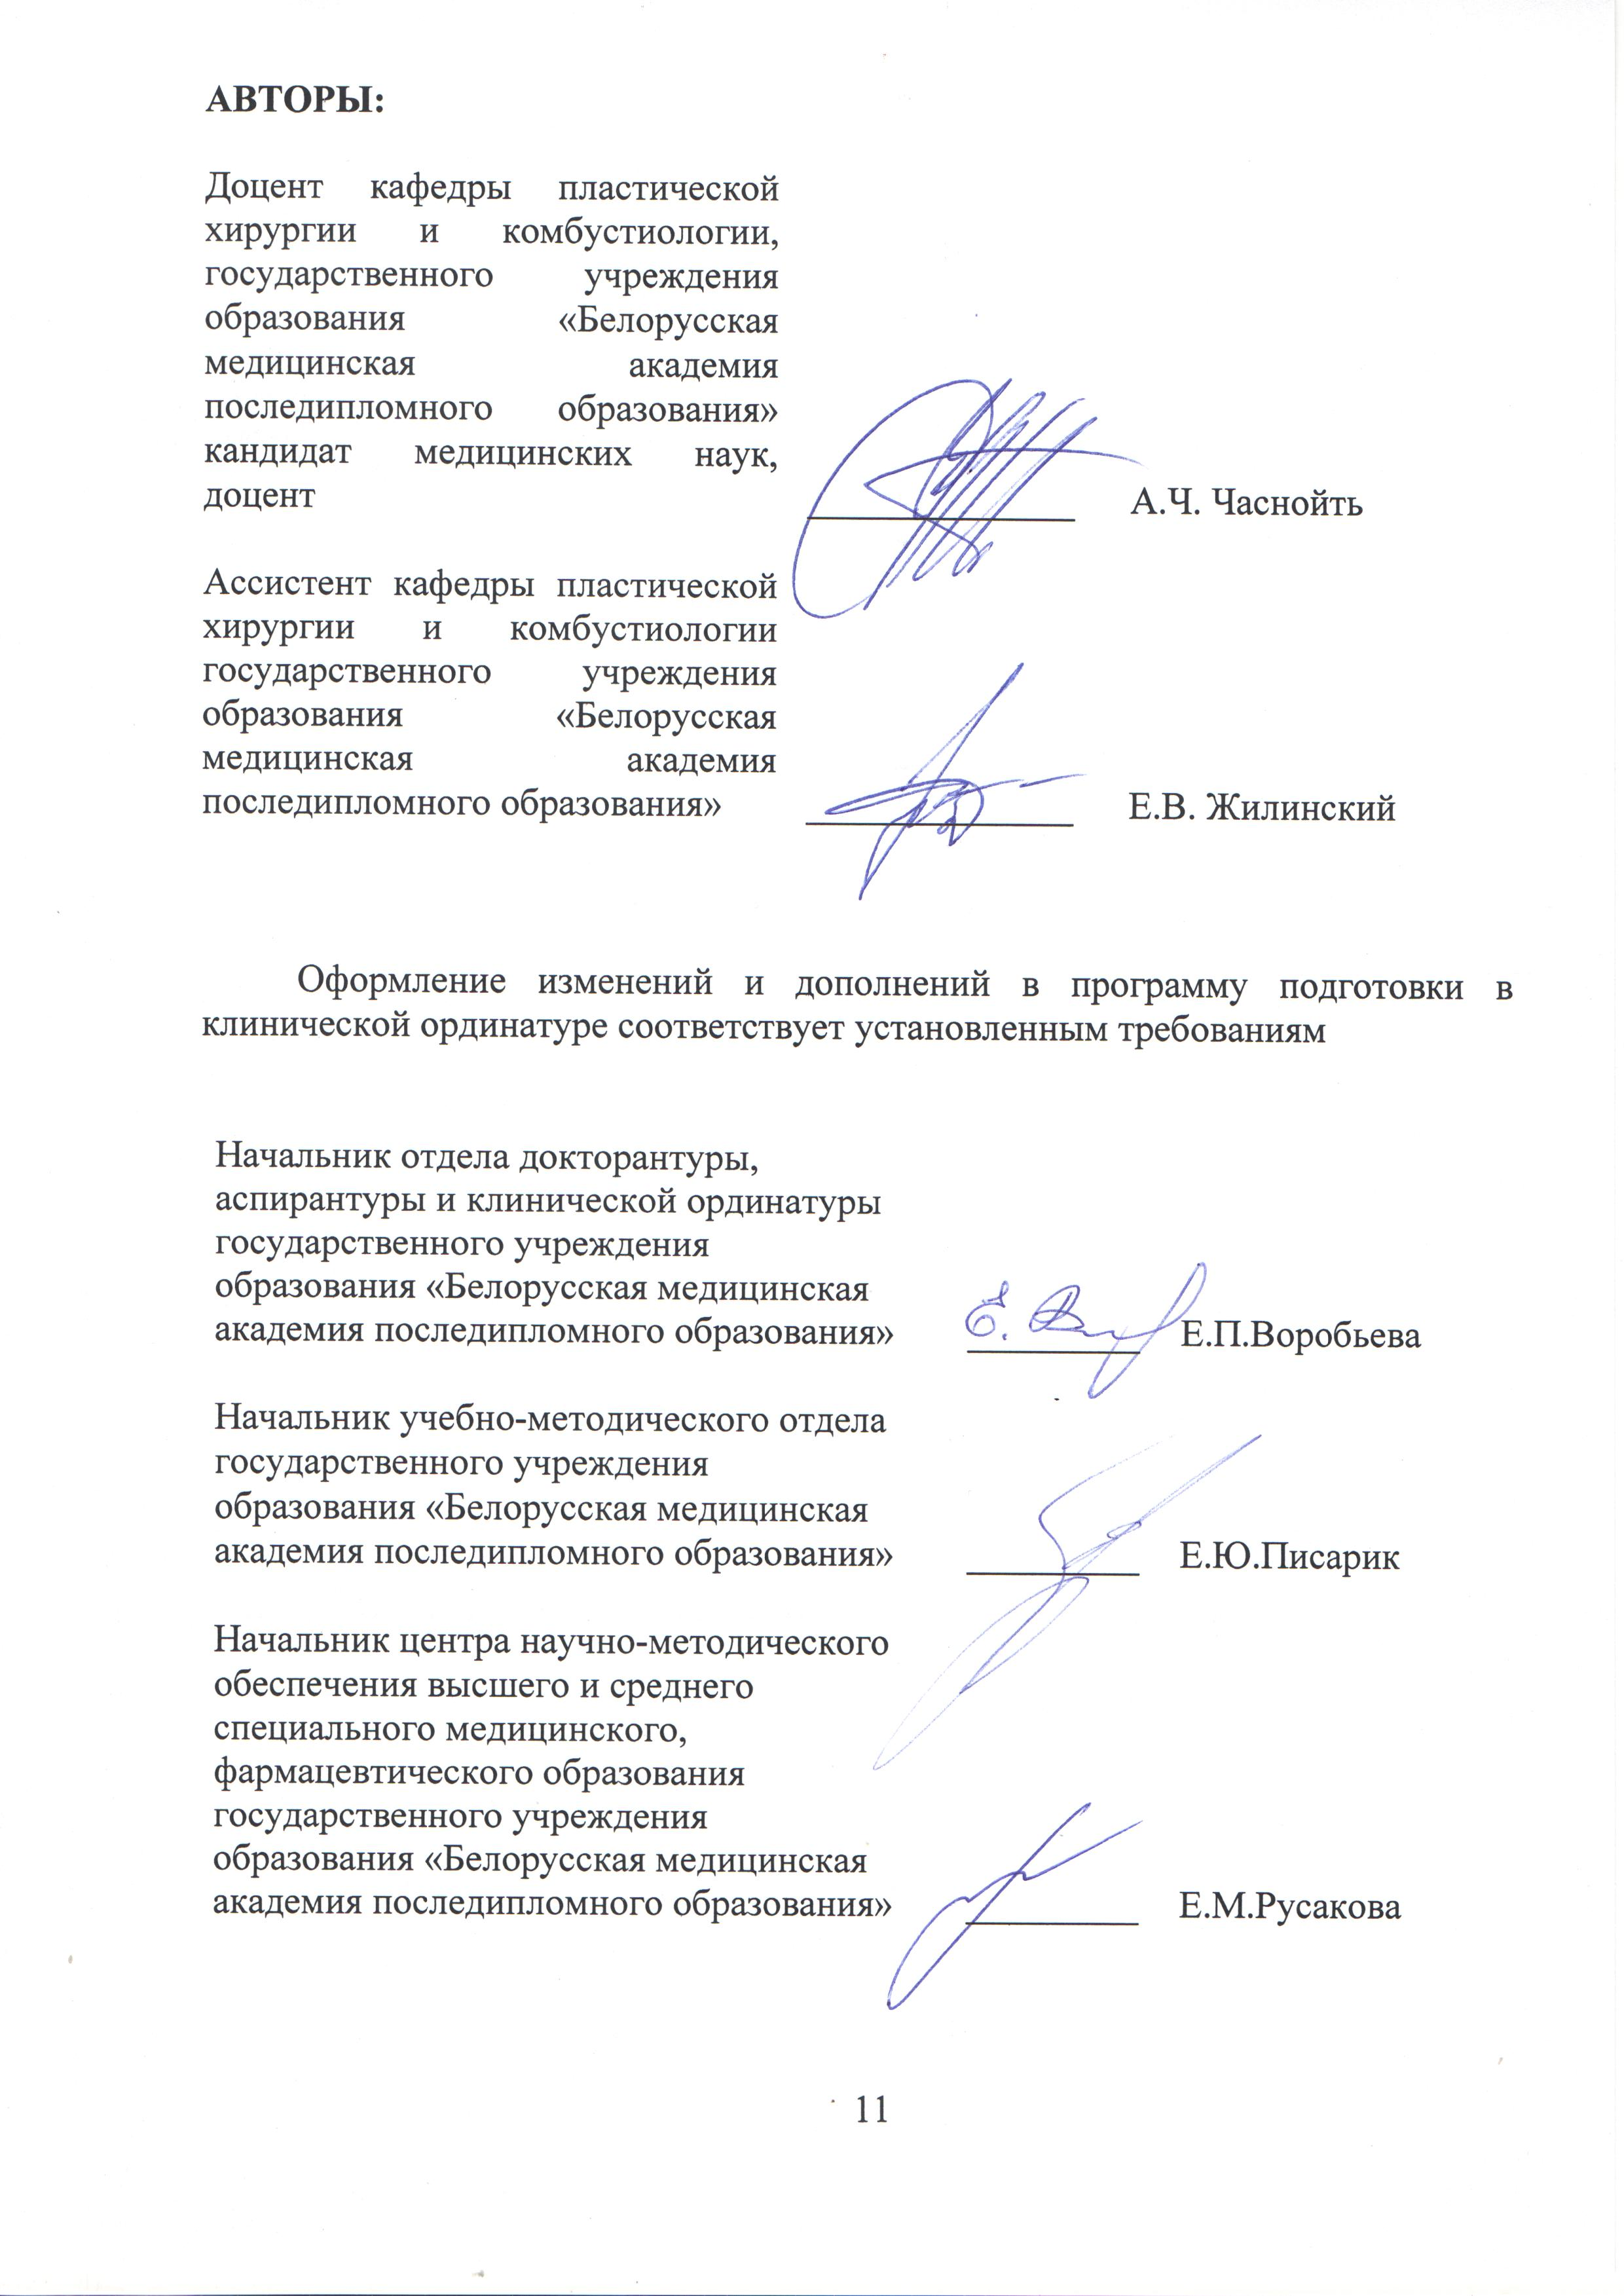 АВТОРЫ:
Доцент кафедры пластической
хирургии и комбустиологии,
государственного учреждения
образования «Белорусская
медицинская академия
последипломного образования»
кандидат медицинских наук,
доцент А.Ч. Часнойть
Ассистент кафедры пластической
хирургии и комбустиологии
государственного учреждения
образования «Белорусская
медицинская академия
последипломного образования» Е.В. Жилинский
Оформление изменений и дополнений в программу подготовки в
клинической ординатуре соответствует установленным требованиям
Начальник отдела докторантуры,
аспирантуры и клинической ординатуры
государственного учреждения
образования «Белорусская медицинская
академия последипломного образования» Е.П.Воробьева
Начальник учебно-методического отдела
государственного учреждения
образования «Белорусская медицинская
академия последипломного образования» Е.Ю.Писарик
Начальник центра научно-методического
обеспечения высшего и среднего
специального медицинского,
фармацевтического образования
государственного учреждения
образования «Белорусская медицинская
академия последипломного образования» Е.М.Русакова
11